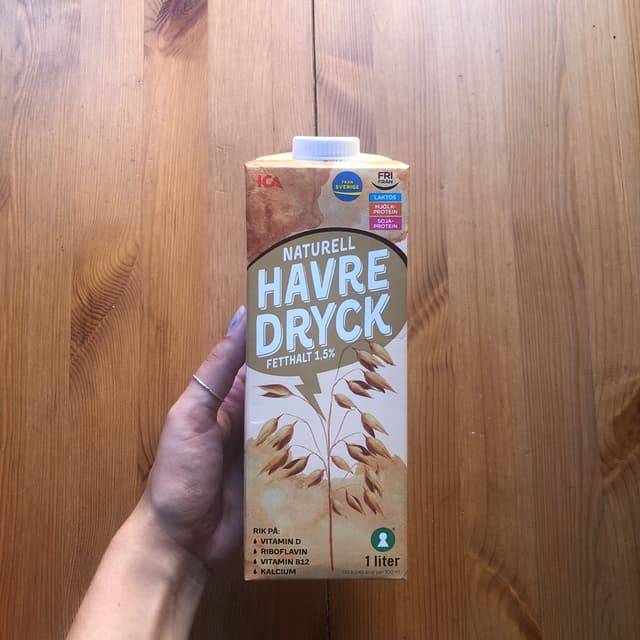 ICA
FRÅN
SVERIGE
FRI
FRÅN
LAKTOS
MJÖLK-
PROTEIN
SOJA-
PROTEIN
NATURELL
HAVRE
DRYCK
FETTHALT 1.5%
RIK PÅ:
VITAMIN D
RIBOFLAVIN
VITAMIN B12
KALCIUM
1 liter